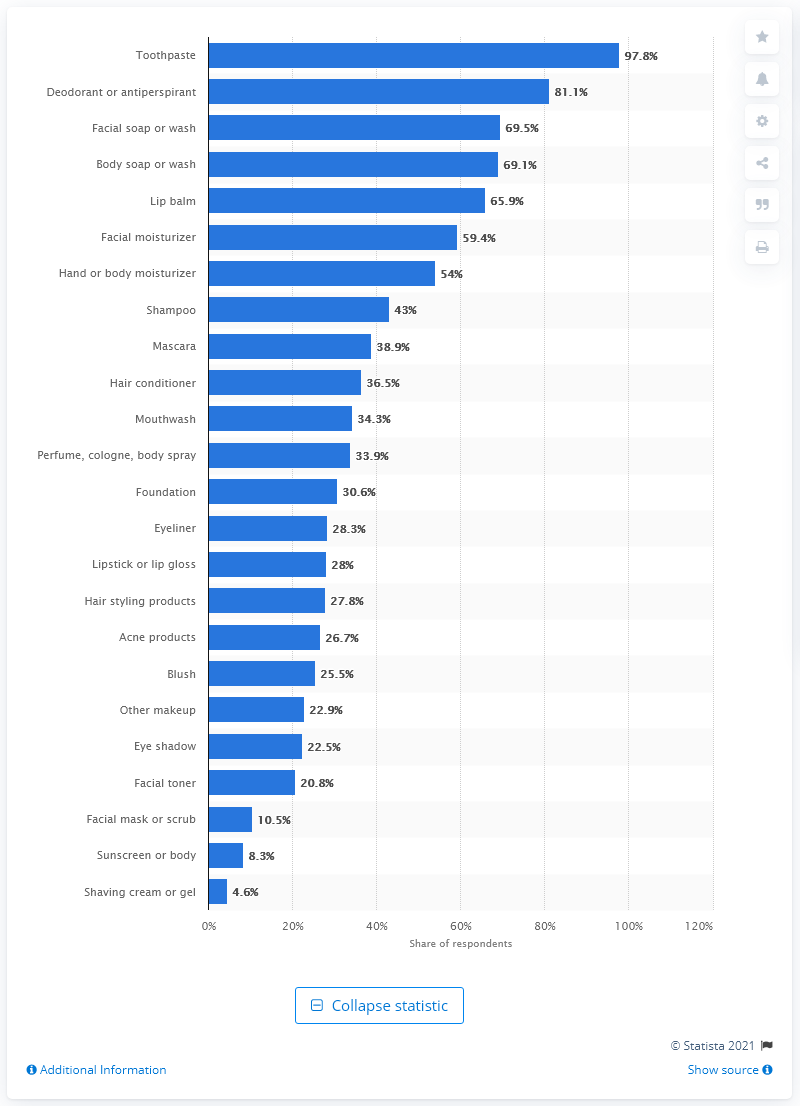 Toothpaste 97.8%
Deodorant or antiperspirant 81.1%
Facial soap or wash 69.5%
Body soap or wash 69.1%
Lip balm 65.9%
Facial moisturizer 59.4%
Hand or body moisturizer 54%
Shampoo 43%
Mascara 38.9%
Hair conditioner 36.5%
Mouthwash 34.3%
Perfume, cologne, body spray 33.9%
Foundation 30.6%
Eyeliner 28.3%
Lipstick or lip gloss 28%
Hair styling products 27.8%
Acne products 26.7%
Blush 25.5%
Other makeup 22.9%
Eye shadow 22.5%
Facial toner 20.8%
Facial mask or scrub 10.5%
Sunscreen or body 8.3%
Shaving cream or gel 4.6%
0% 20% 40% 60% 80% 100% 120%
Share of respondents
Collapse statistic
© Statista 2021
Additional Information Show source